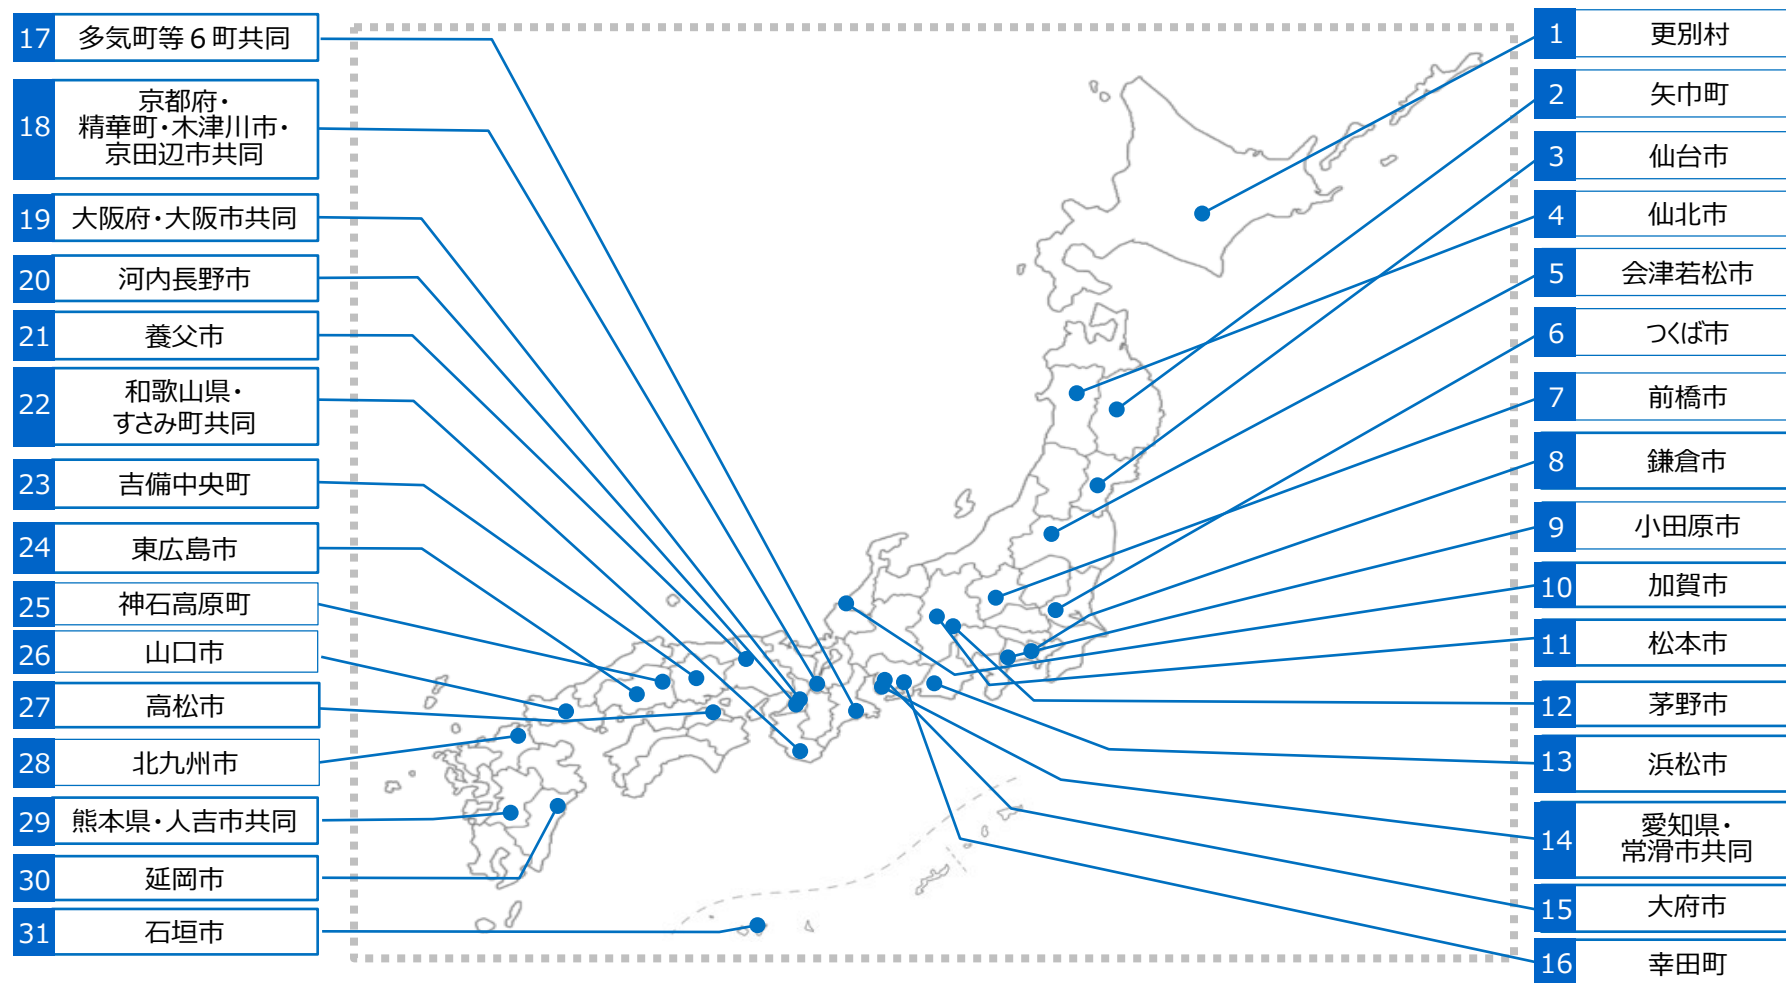 17 多気町等６町共同
18 京都府・
精華町・木津川市・
京田辺市共同
19 大阪府・大阪市共同
20 河内長野市
21 養父市
22 和歌山県・
すさみ町共同
23 吉備中央町
24 東広島市
25 神石高原町
26 山口市
27 高松市
28 北九州市
29 熊本県・人吉市共同
30 延岡市
31 石垣市
1 更別村
2 矢巾町
3 仙台市
4 仙北市
5 会津若松市
6 つくば市
7 前橋市
8 鎌倉市
9 小田原市
10 加賀市
11 松本市
12 茅野市
13 浜松市
14 愛知県・
常滑市共同
15 大府市
16 幸田町